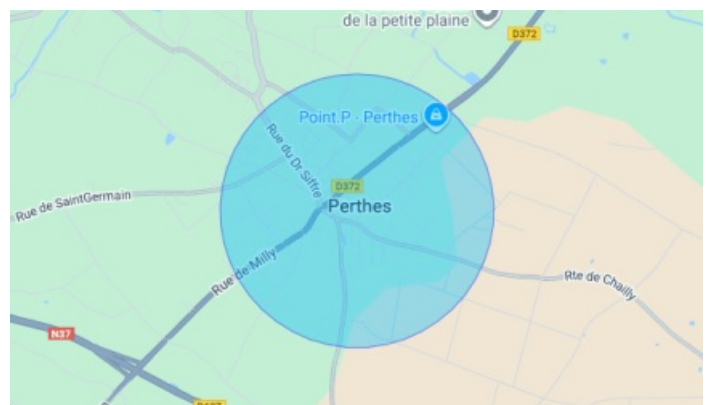 de la petite plaine
D372
Point.P - Perthes
Rue du Dr Siffre
D372
Perthes
Rue de SaintGermain
Rue de Milly
Rte de Chailly
N37